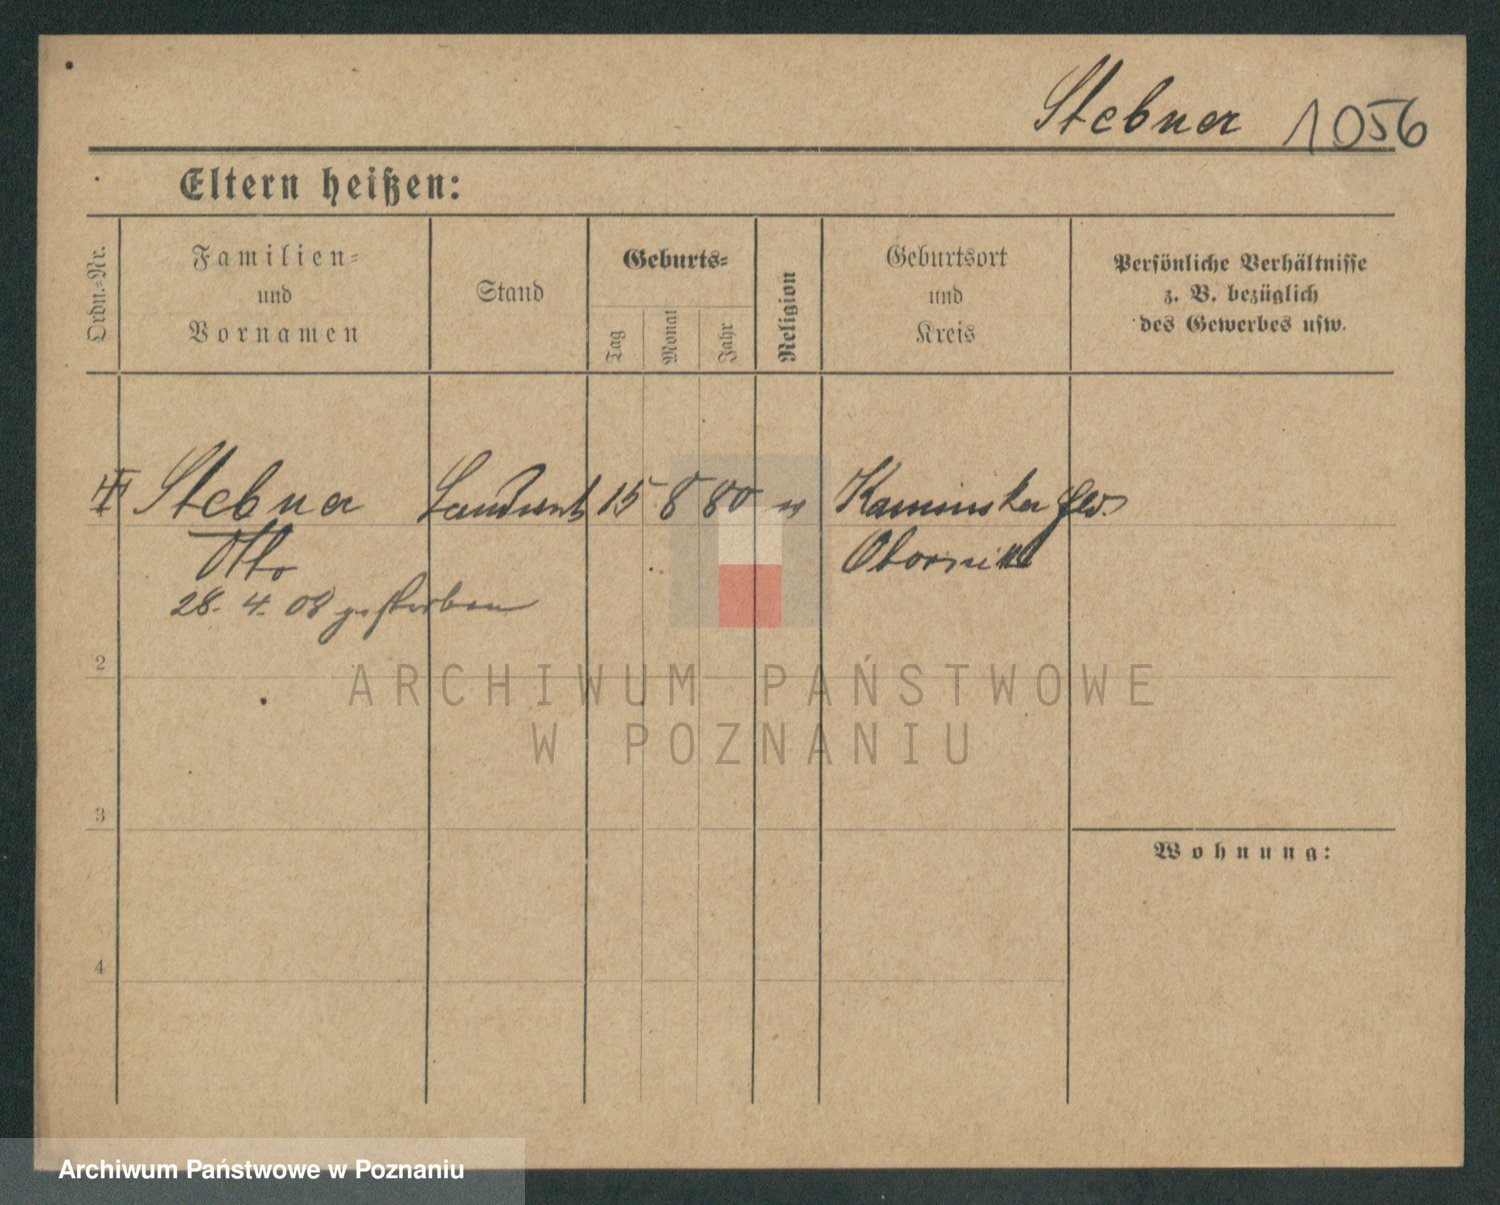 Stebner 1056
Eltern heißen:
Ordn.-Nr.
Familien-
und
Vornamen
Stand
Geburts-
Tag
Monat
Jahr
Religion
Geburtsort
und
Kreis
Persönliche Verhältnisse
z. B. bezüglich
des Gewerbes usw.
Stebner Landwirt 15 8 80 Kaminsker
Otto Obornik
28. 4. 08 gestorben
2
ARCHIWUM PAŃSTWOWE
W POZNANIU
3
Wohnung:
4
Archiwum Państwowe w Poznaniu